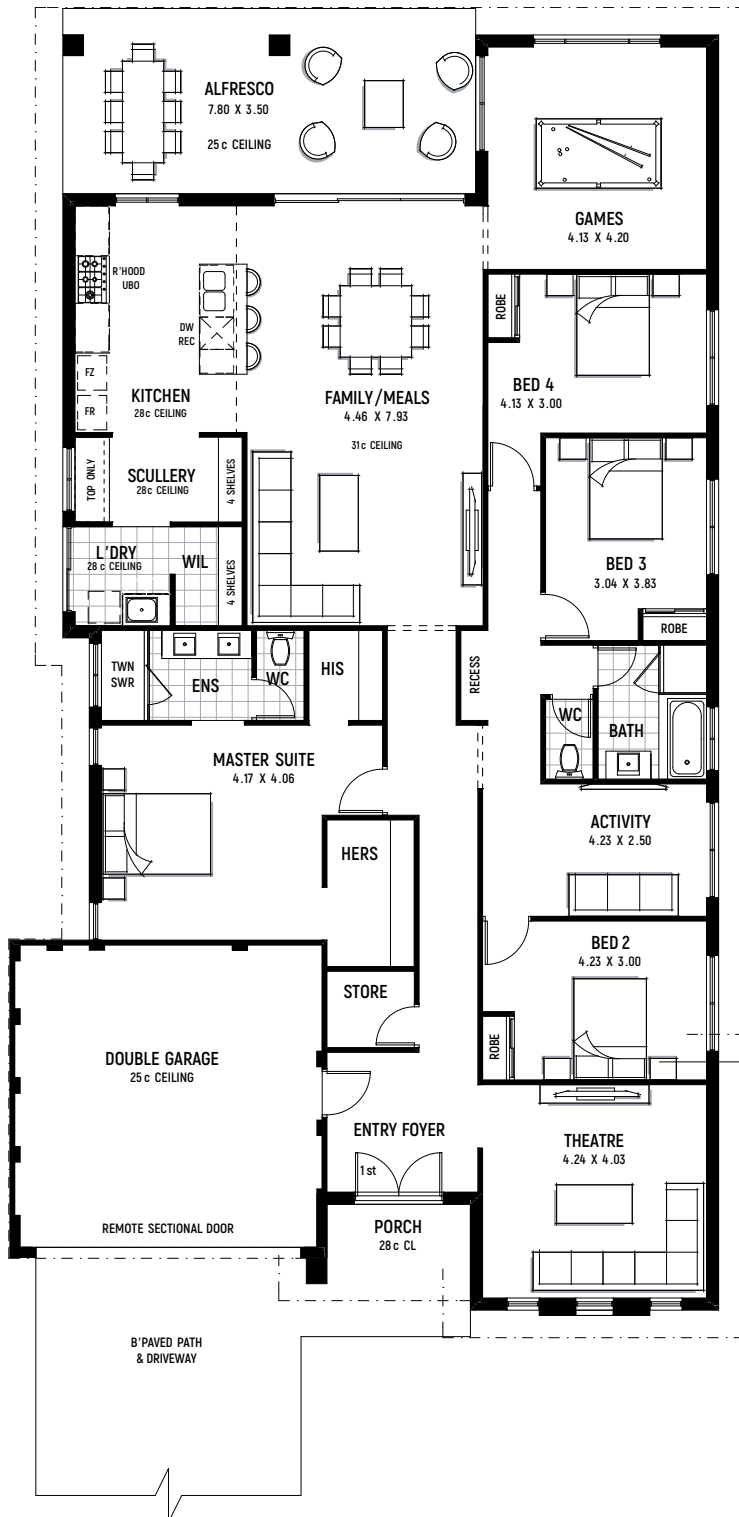 ALFRESCO
7.80 X 3.50
25 c CEILING
GAMES
4.13 X 4.20
R'HOOD
UBO
ROBE
DW
REC
FZ
FR
KITCHEN
28c CEILING
FAMILY/MEALS
4.46 X 7.93
31c CEILING
BED 4
4.13 X 3.00
TOP ONLY
SCULLERY
28c CEILING
4 SHELVES
L'DRY
28 c CEILING
WIL
4 SHELVES
BED 3
3.04 X 3.83
ROBE
TWN
SWR
ENS
WC
HIS
RECESS
WC
BATH
MASTER SUITE
4.17 X 4.06
HERS
ACTIVITY
4.23 X 2.50
BED 2
4.23 X 3.00
STORE
ROBE
DOUBLE GARAGE
25 c CEILING
ENTRY FOYER
1st
THEATRE
4.24 X 4.03
REMOTE SECTIONAL DOOR
PORCH
28 c CL
B'PAVED PATH
& DRIVEWAY